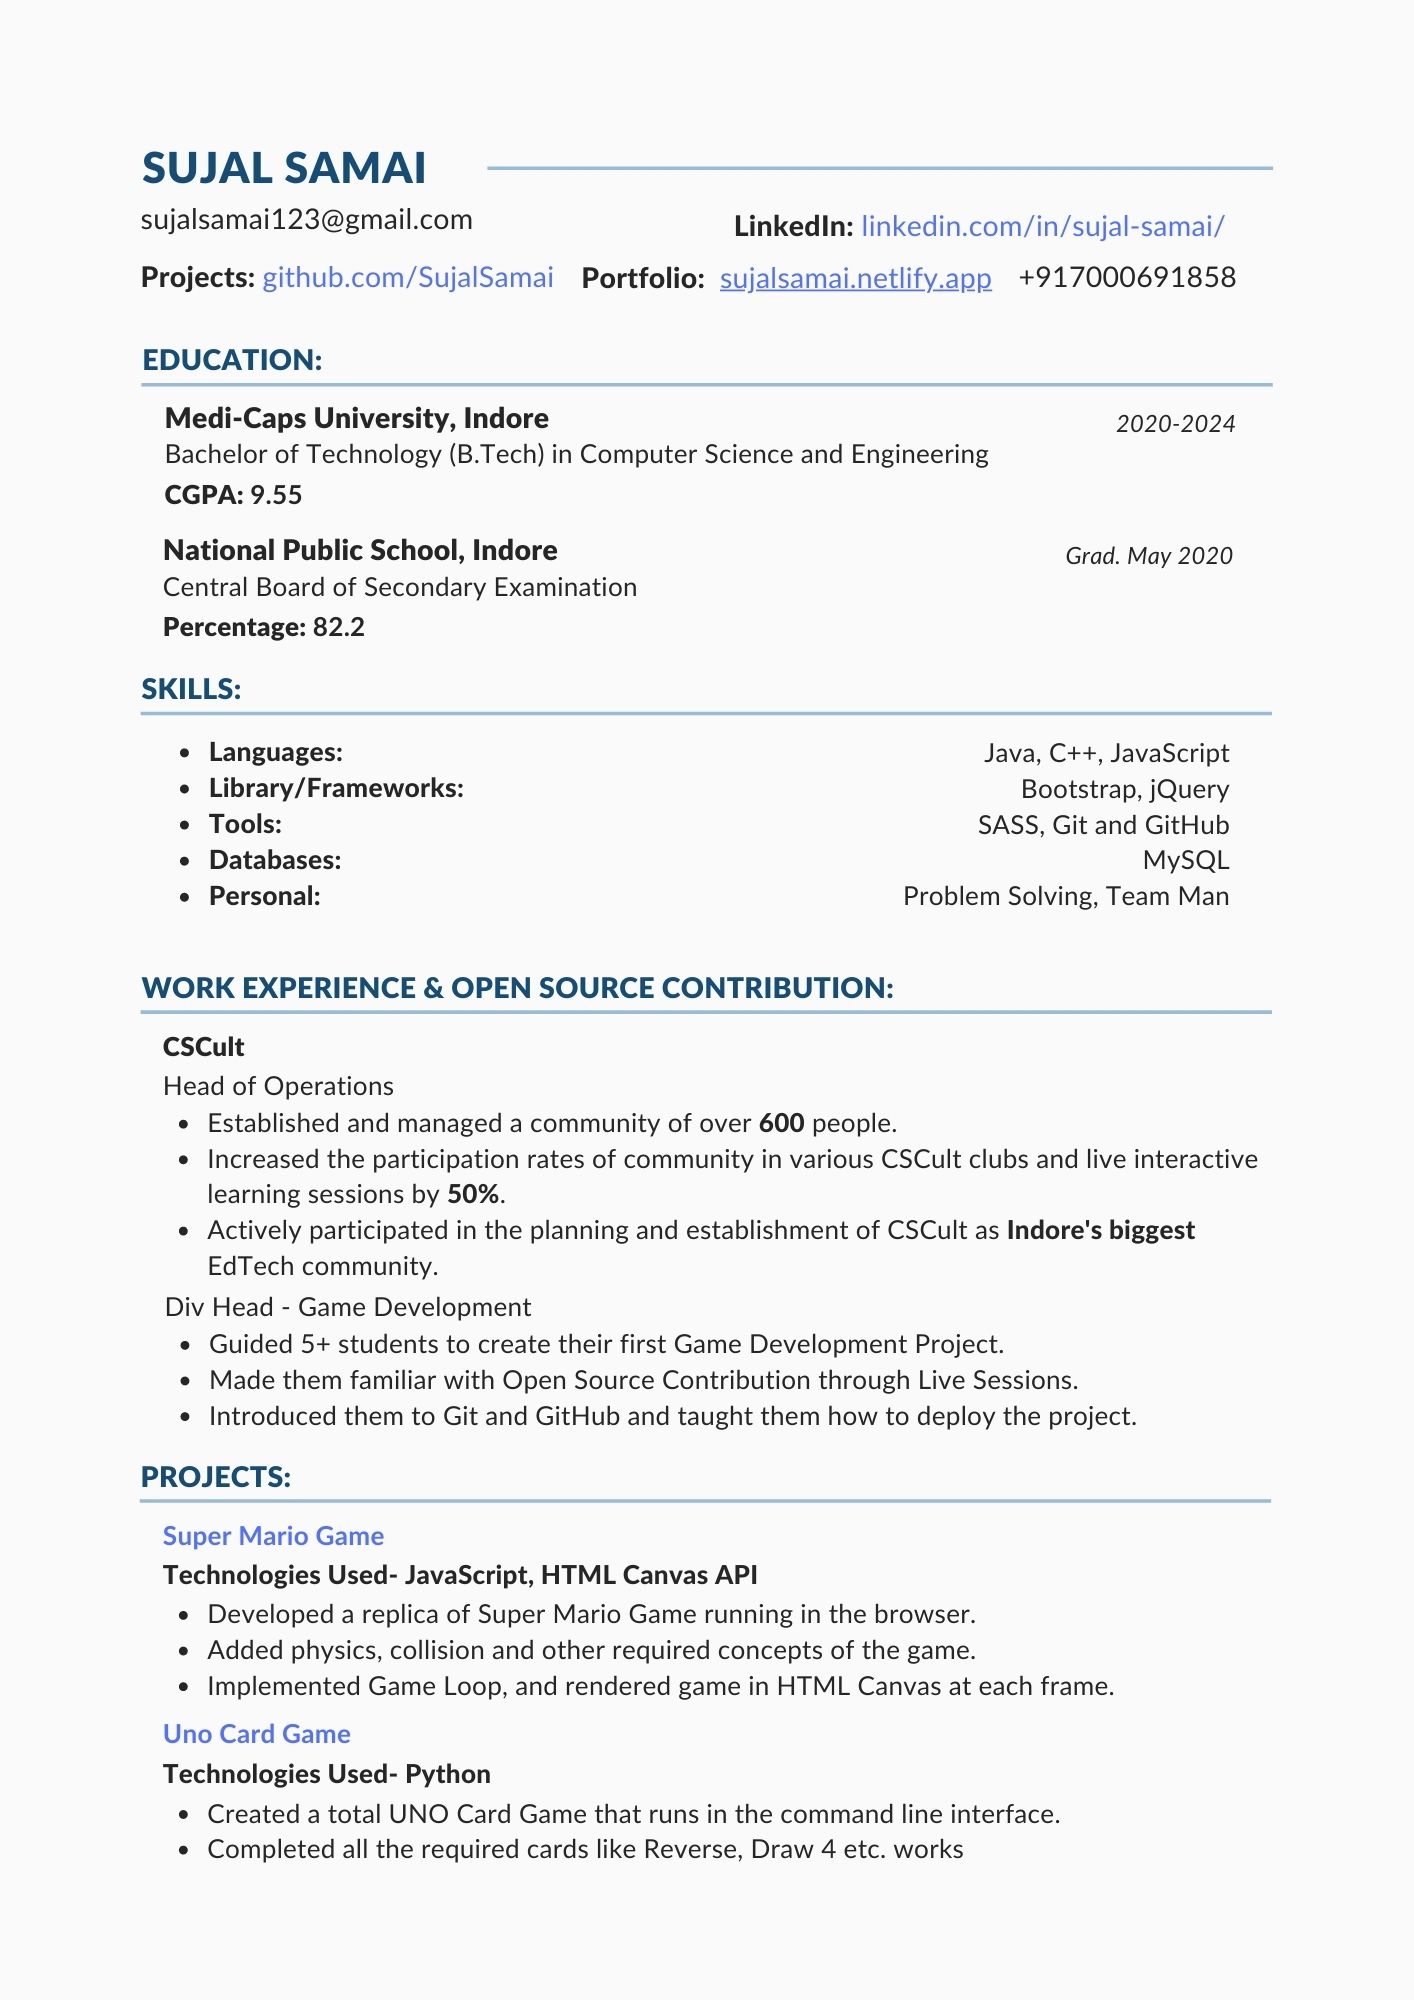 SUJAL SAMAI
sujalsamai123@gmail.com
LinkedIn: linkedin.com/in/sujal-samai/
Projects: github.com/SujalSamai Portfolio: sujalsamai.netlify.app +917000691858
EDUCATION:
Medi-Caps University, Indore 2020-2024
Bachelor of Technology (B.Tech) in Computer Science and Engineering
CGPA: 9.55
National Public School, Indore Grad. May 2020
Central Board of Secondary Examination
Percentage: 82.2
SKILLS:
• Languages: Java, C++, JavaScript
• Library/Frameworks: Bootstrap, jQuery
• Tools: SASS, Git and GitHub
• Databases: MySQL
• Personal: Problem Solving, Team Man
WORK EXPERIENCE & OPEN SOURCE CONTRIBUTION:
CSCult
Head of Operations
• Established and managed a community of over 600 people.
• Increased the participation rates of community in various CSCult clubs and live interactive
learning sessions by 50%.
• Actively participated in the planning and establishment of CSCult as Indore's biggest
EdTech community.
Div Head - Game Development
• Guided 5+ students to create their first Game Development Project.
• Made them familiar with Open Source Contribution through Live Sessions.
• Introduced them to Git and GitHub and taught them how to deploy the project.
PROJECTS:
Super Mario Game
Technologies Used- JavaScript, HTML Canvas API
• Developed a replica of Super Mario Game running in the browser.
• Added physics, collision and other required concepts of the game.
• Implemented Game Loop, and rendered game in HTML Canvas at each frame.
Uno Card Game
Technologies Used- Python
• Created a total UNO Card Game that runs in the command line interface.
• Completed all the required cards like Reverse, Draw 4 etc. works